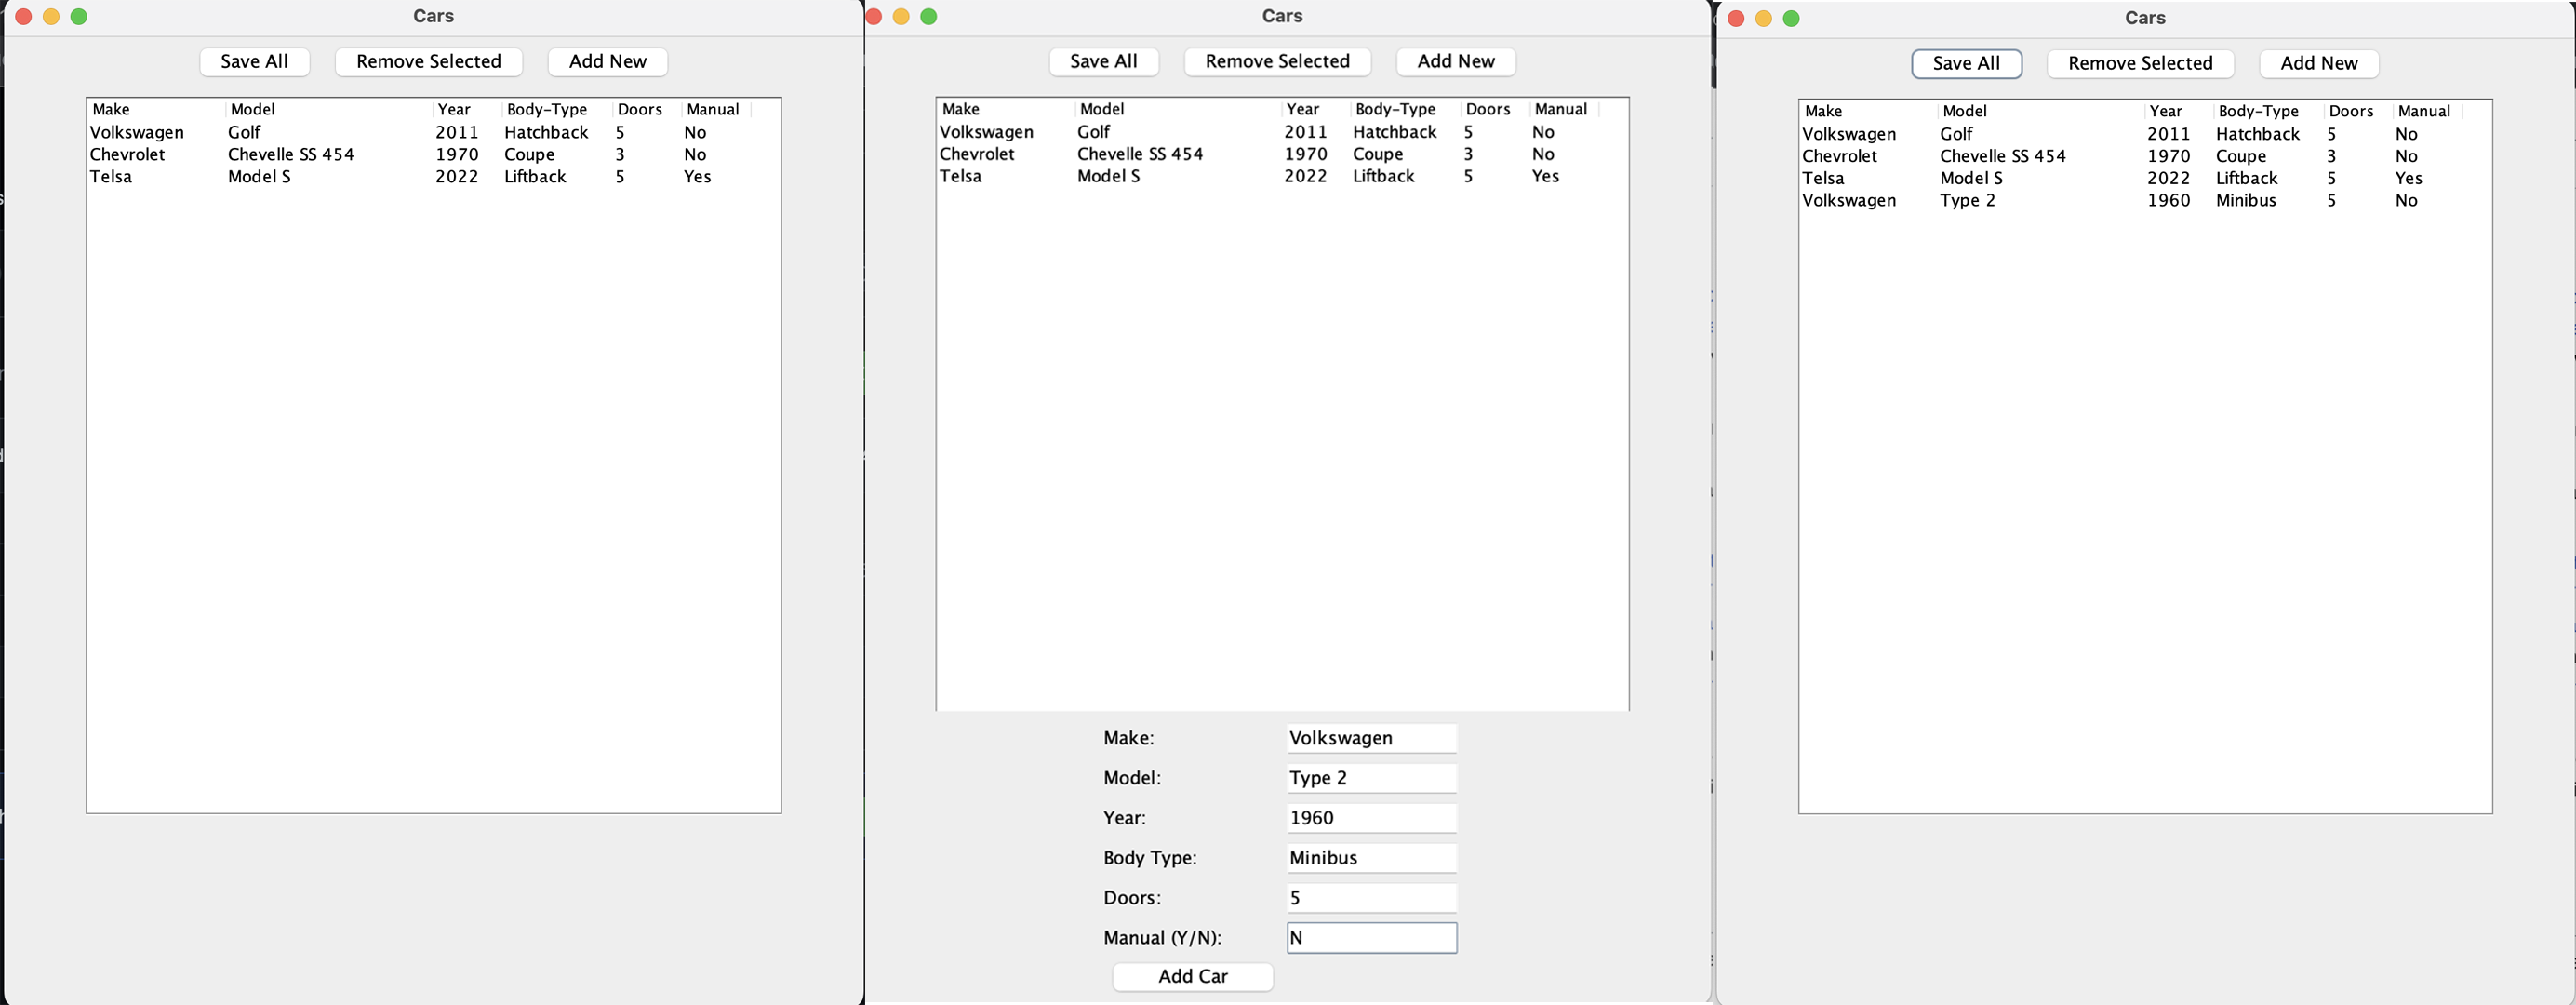 Cars
Save All Remove Selected Add New
Make Model Year Body-Type Doors Manual
Volkswagen Golf 2011 Hatchback 5 No
Chevrolet Chevelle SS 454 1970 Coupe 3 No
Telsa Model S 2022 Liftback 5 Yes
Cars
Save All Remove Selected Add New
Make Model Year Body-Type Doors Manual
Volkswagen Golf 2011 Hatchback 5 No
Chevrolet Chevelle SS 454 1970 Coupe 3 No
Telsa Model S 2022 Liftback 5 Yes
Make: Volkswagen
Model: Type 2
Year: 1960
Body Type: Minibus
Doors: 5
Manual (Y/N): N
Add Car
Cars
Save All Remove Selected Add New
Make Model Year Body-Type Doors Manual
Volkswagen Golf 2011 Hatchback 5 No
Chevrolet Chevelle SS 454 1970 Coupe 3 No
Telsa Model S 2022 Liftback 5 Yes
Volkswagen Type 2 1960 Minibus 5 No